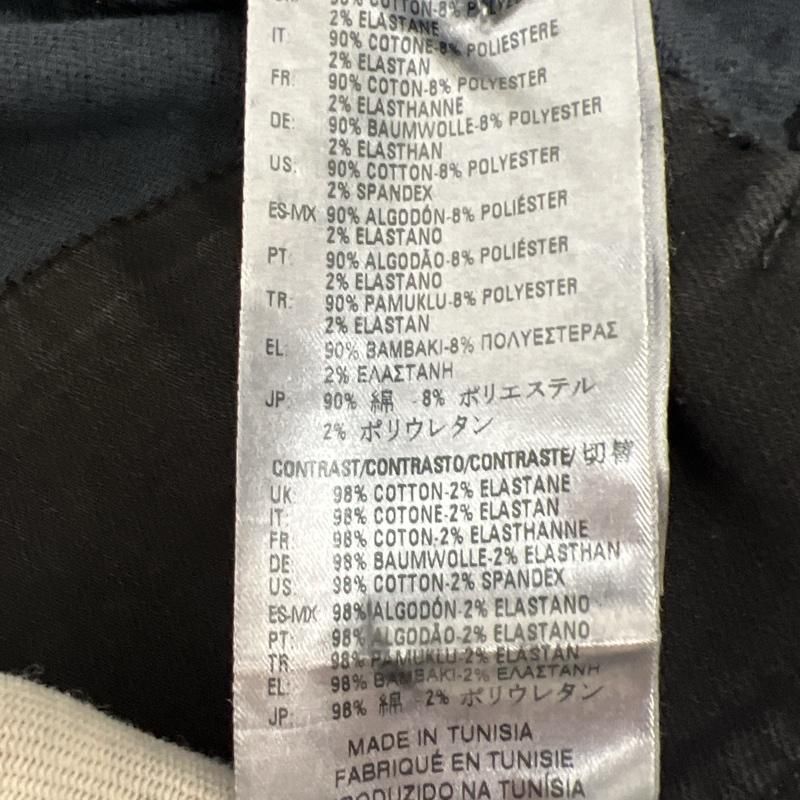 90% COTTON-8% 
2% ELASTANE
IT: 90% COTONE-8% POLIESTERE
2% ELASTAN
FR: 90% COTON-8% POLYESTER
2% ELASTHANNE
DE: 90% BAUMWOLLE-8% POLYESTER
2% ELASTHAN
US: 90% COTTON-8% POLYESTER
2% SPANDEX
ES-MX 90% ALGODÓN-8% POLIÉSTER
2% ELASTANO
PT: 90% ALGODÃO-8% POLIÉSTER
2% ELASTANO
TR: 90% PAMUKLU-8% POLYESTER
2% ELASTAN
EL: 90% BAMBAKI-8% ΠΟΛΥΕΣΤΕΡΑΣ
2% ΕΛΑΣΤΑΝΗ
JP: 90% 綿 -8% ポリエステル
2% ポリウレタン
CONTRAST/CONTRASTO/CONTRASTE/ 切替
UK: 98% COTTON-2% ELASTANE
IT: 98% COTONE-2% ELASTAN
FR: 98% COTON-2% ELASTHANNE
DE: 98% BAUMWOLLE-2% ELASTHAN
US: 98% COTTON-2% SPANDEX
ES-MX 98% ALGODÓN-2% ELASTANO
PT: 98% ALGODÃO-2% ELASTANO
TR: 98% PAMUKLU-2% ELASTAN
EL: 98% BAMBAKI-2% ΕΛΑΣΤΑΝΗ
JP: 98% 綿 2% ポリウレタン
MADE IN TUNISIA
FABRIQUÉ EN TUNISIE
PRODUZIDO NA TUNÍSIA